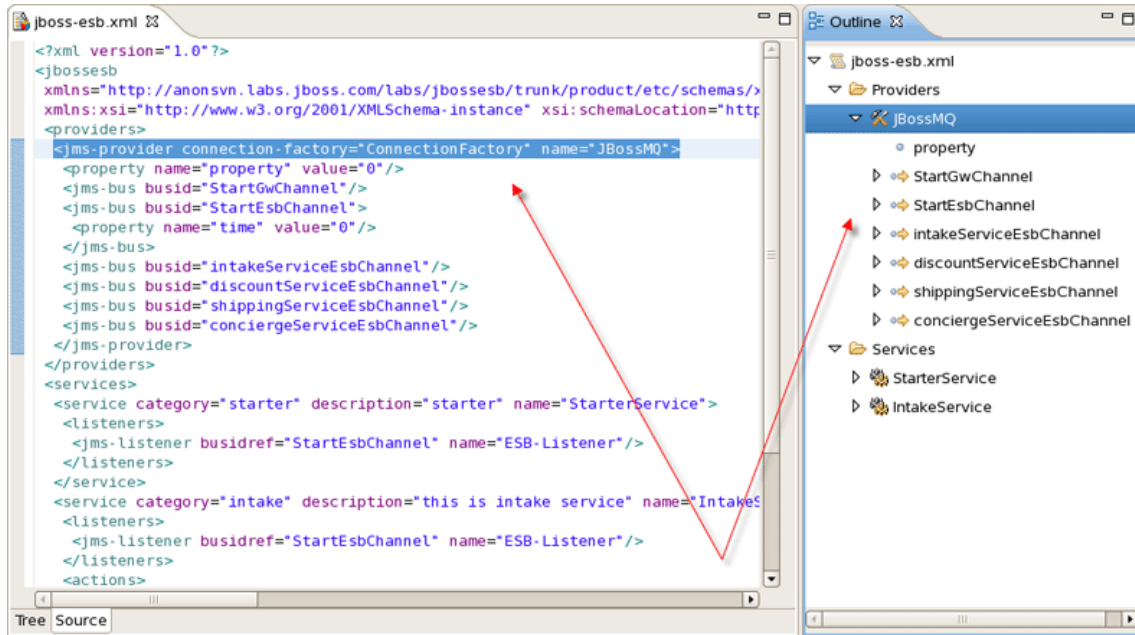 jboss-esb.xml
<?xml version="1.0"?>
<jbossesb
xmlns="http://anonsvn.labs.jboss.com/labs/jbossesb/trunk/product/etc/schemas/
xmlns:xsi="http://www.w3.org/2001/XMLSchema-instance" xsi:schemaLocation="http
<providers>
<jms-provider connection-factory="ConnectionFactory" name="JBossMQ">
<property name="property" value="0"/>
<jms-bus busid="StartGwChannel"/>
<jms-bus busid="StartEsbChannel">
<property name="time" value="0"/>
</jms-bus>
<jms-bus busid="intakeServiceEsbChannel"/>
<jms-bus busid="discountServiceEsbChannel"/>
<jms-bus busid="shippingServiceEsbChannel"/>
<jms-bus busid="conciergeServiceEsbChannel"/>
</jms-provider>
</providers>
<services>
<service category="starter" description="starter" name="StarterService">
<listeners>
<jms-listener busidref="StartEsbChannel" name="ESB-Listener"/>
</listeners>
</service>
<service category="intake" description="this is intake service" name="IntakeS
<listeners>
<jms-listener busidref="StartEsbChannel" name="ESB-Listener"/>
</listeners>
<actions>
Tree Source
Outline
jboss-esb.xml
Providers
JBossMQ
property
StartGwChannel
StartEsbChannel
intakeServiceEsbChannel
discountServiceEsbChannel
shippingServiceEsbChannel
conciergeServiceEsbChannel
Services
StarterService
IntakeService